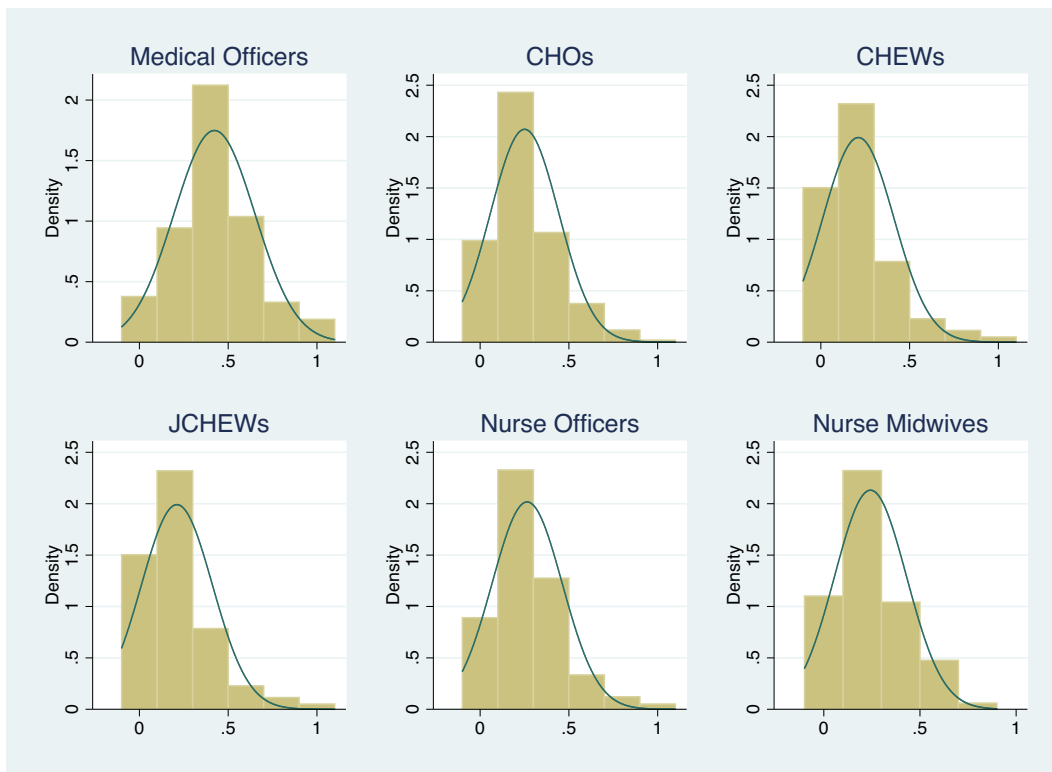 Medical Officers
Density
0 .5 1 1.5 2
0 .5 1
CHOs
Density
0 .5 1 1.5 2 2.5
0 .5 1
CHEWs
Density
0 .5 1 1.5 2 2.5
0 .5 1
JCHEWs
Density
0 .5 1 1.5 2 2.5
0 .5 1
Nurse Officers
Density
0 .5 1 1.5 2 2.5
0 .5 1
Nurse Midwives
Density
0 .5 1 1.5 2 2.5
0 .5 1